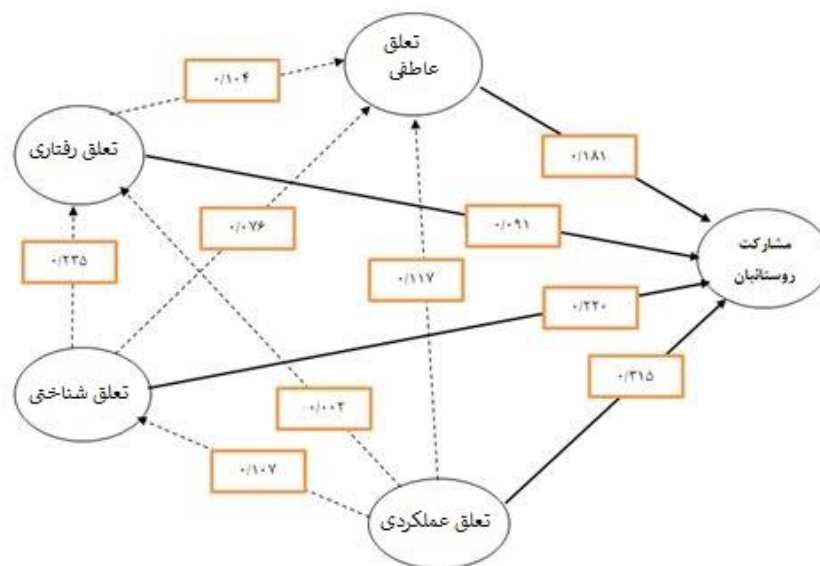 تعلق
عاطفی
۰/۱۰۴
تعلق رفتاری
۰/۱۸۱
۰/۰۷۶
۰/۰۹۱
مشارکت
روستائیان
۰/۲۳۵
۰/۱۱۷
۰/۲۲۰
۰/۳۱۵
تعلق شناختی
۰/۰۰۲
۰/۱۰۷
تعلق عملکردی